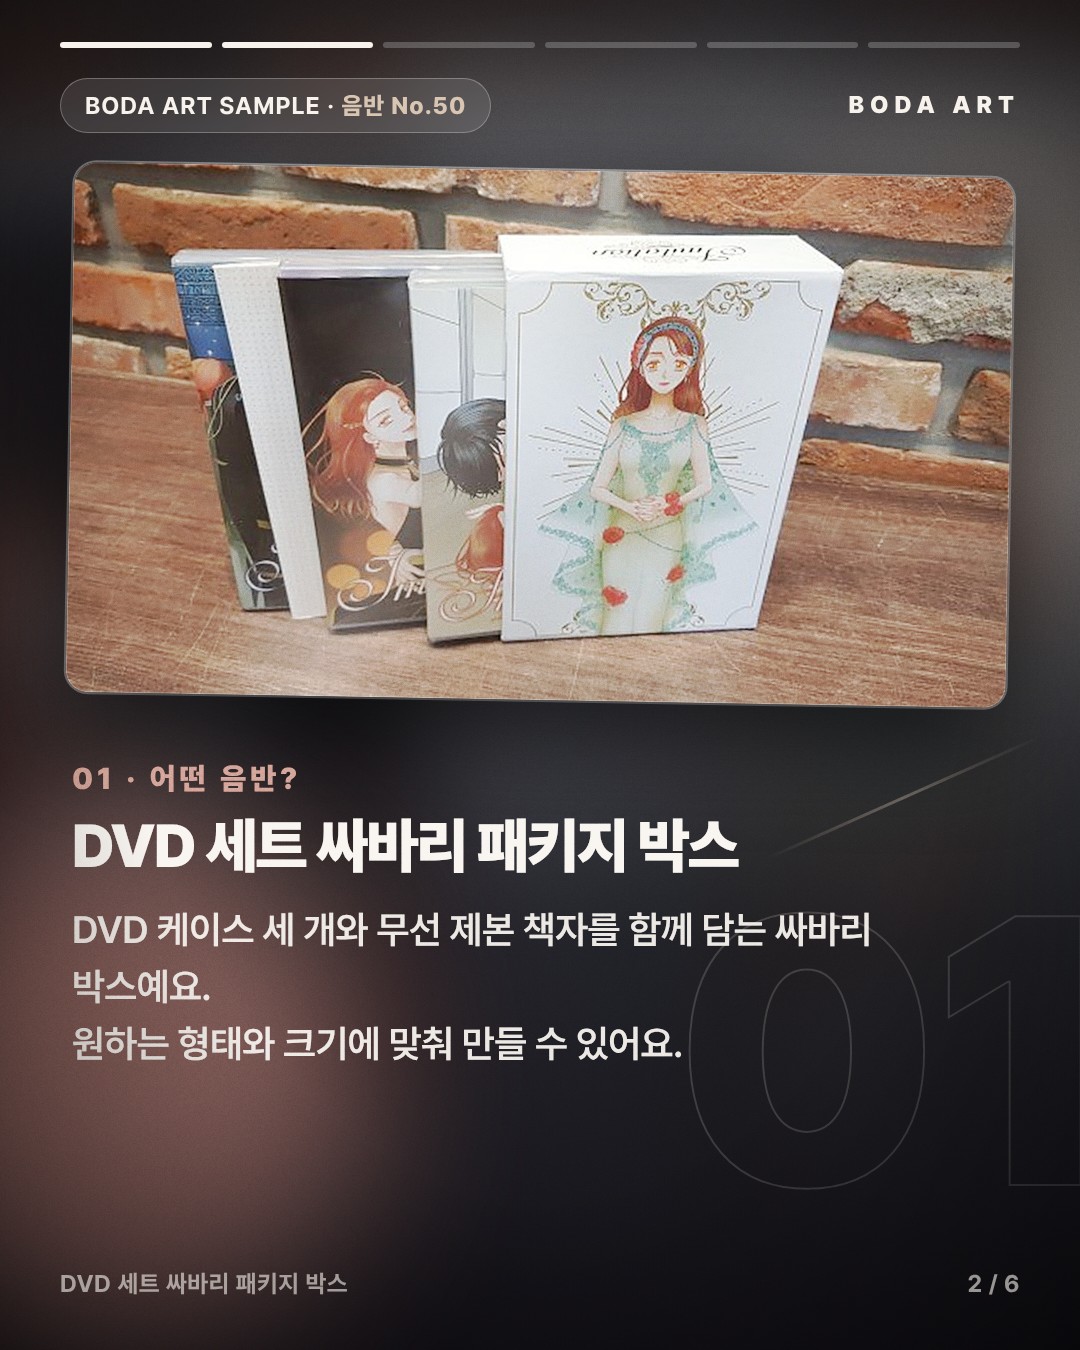 BODA ART SAMPLE · 음반 No.50
BODA ART
Imitation
01 · 어떤 음반?
DVD 세트 싸바리 패키지 박스
DVD 케이스 세 개와 무선 제본 책자를 함께 담는 싸바리
박스예요.
원하는 형태와 크기에 맞춰 만들 수 있어요.
01
DVD 세트 싸바리 패키지 박스
2 / 6